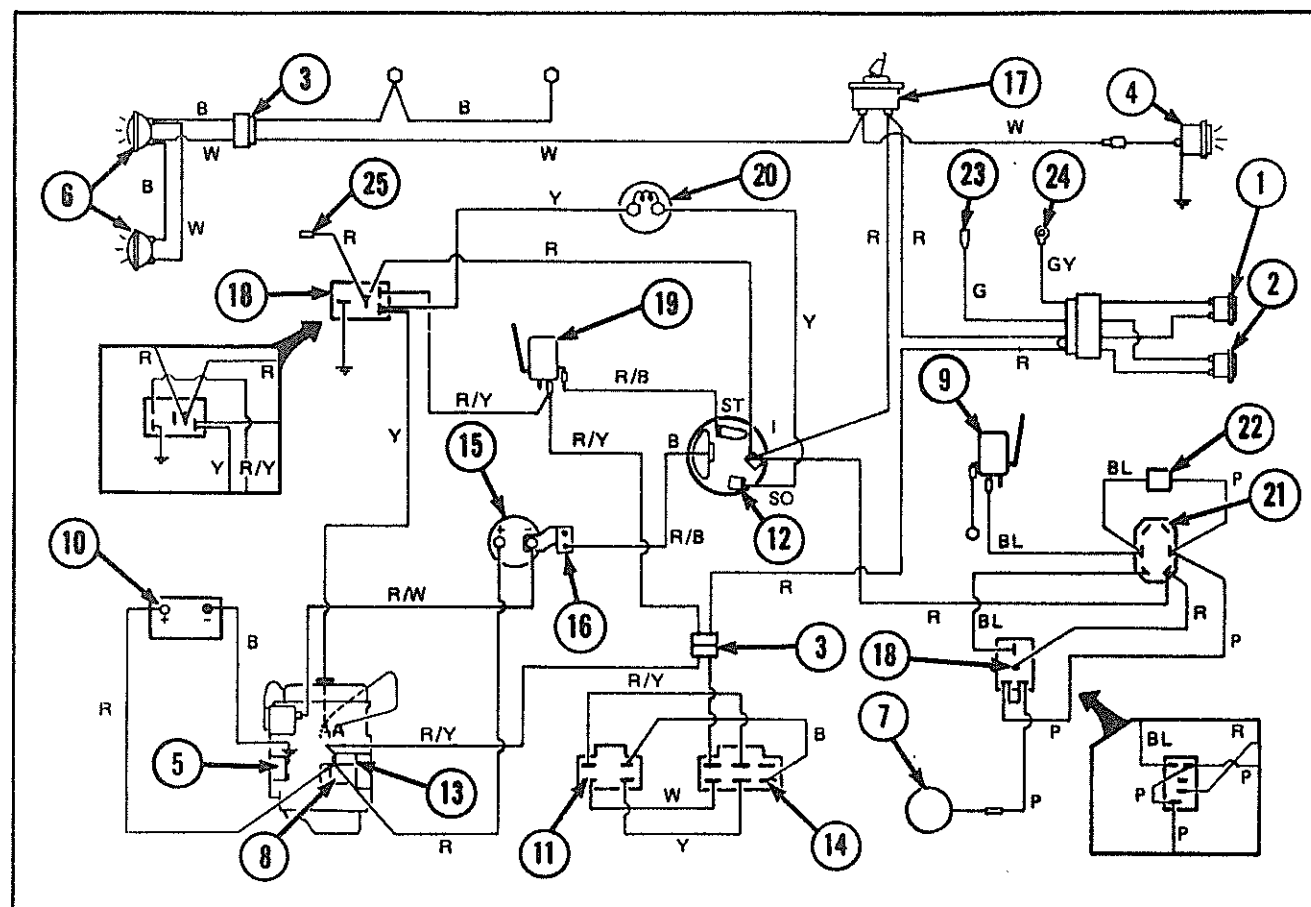 3
17
4
B
B
W
6
W
W
B
W
25
20
23
24
1
Y
R
R
R
R
GY
18
19
G
2
Y
R
R
R
R/B
9
R/Y
ST
I
22
Y
R/Y
R/Y
B
BL
P
Y
15
21
SO
10
+
-
R/B
12
BL
R/W
R
R
BL
R
+
-
B
16
P
3
18
R/Y
R
A
R/Y
B
7
P
BL
R
5
13
P
P
P
W
P
8
R
11
Y
14
P